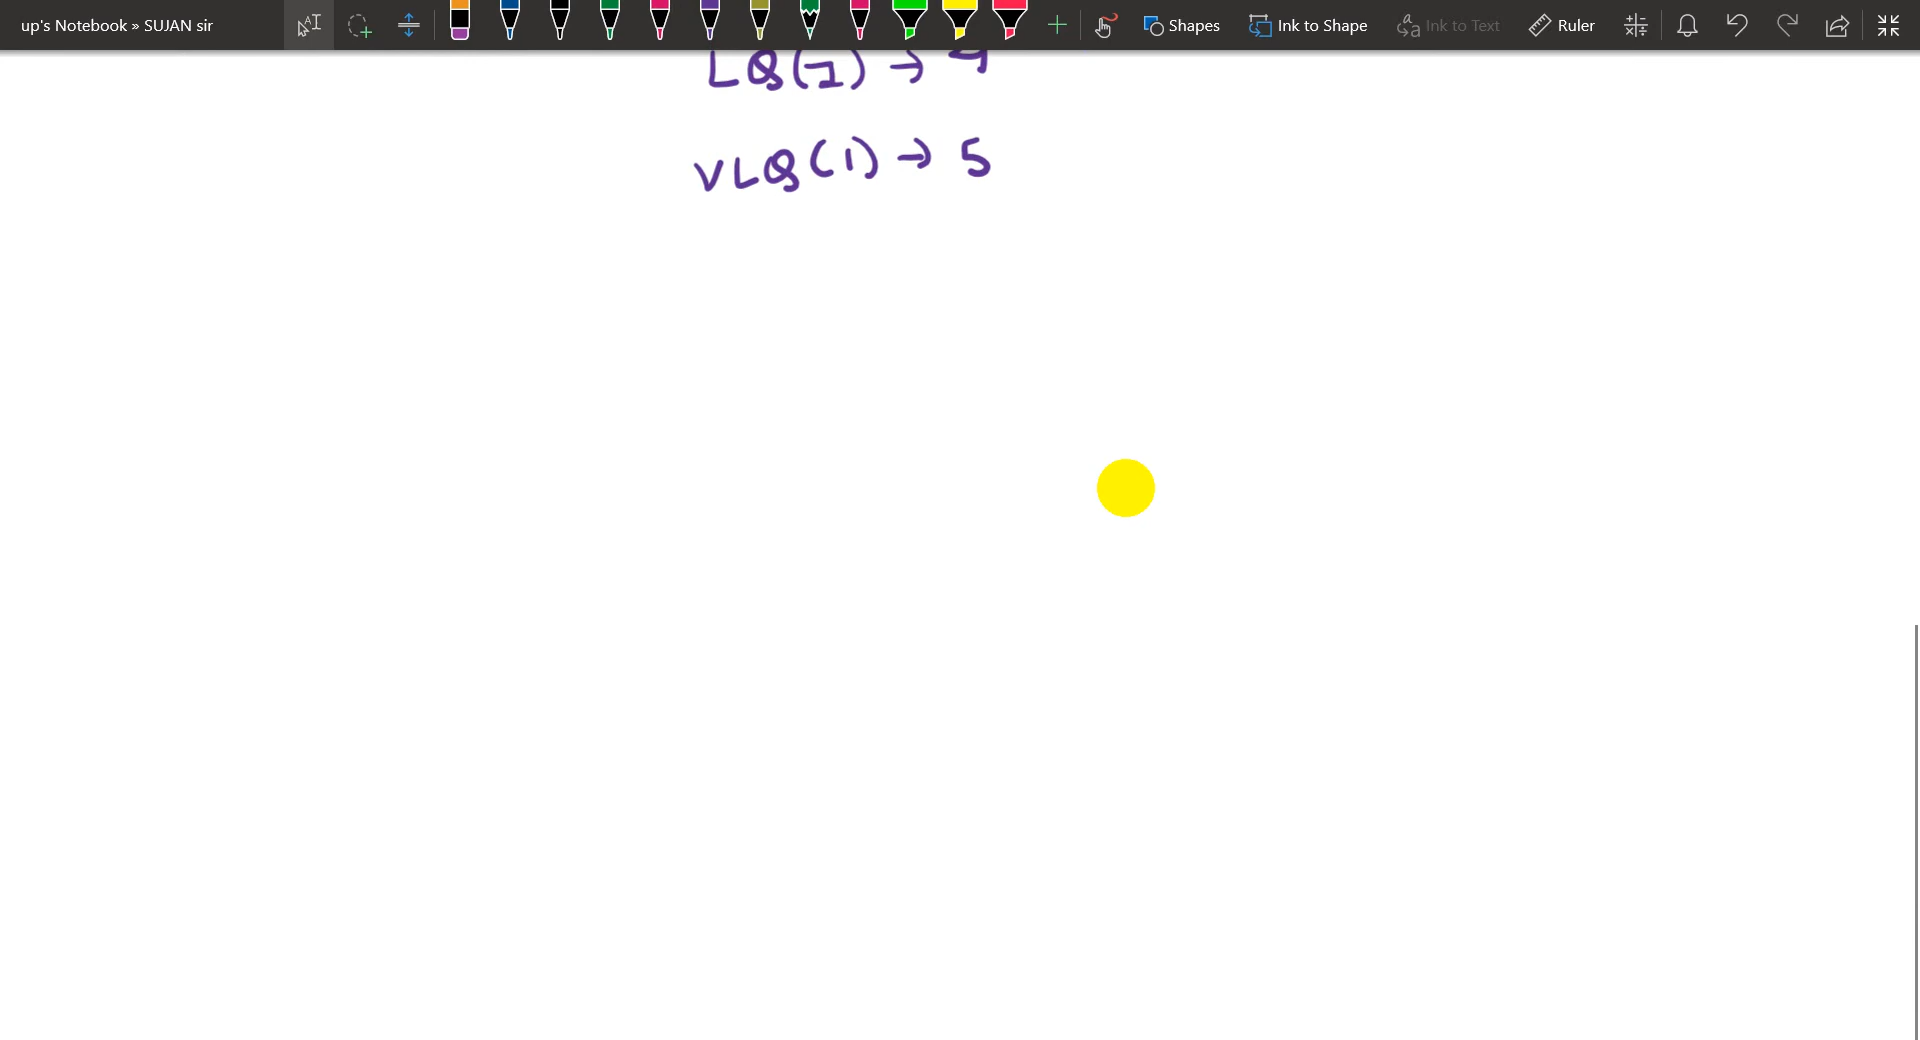 up's Notebook » SUJAN sir
Shapes
Ink to Shape
Ink to Text
Ruler
LQ(1) → 4
VLQ(1) → 5